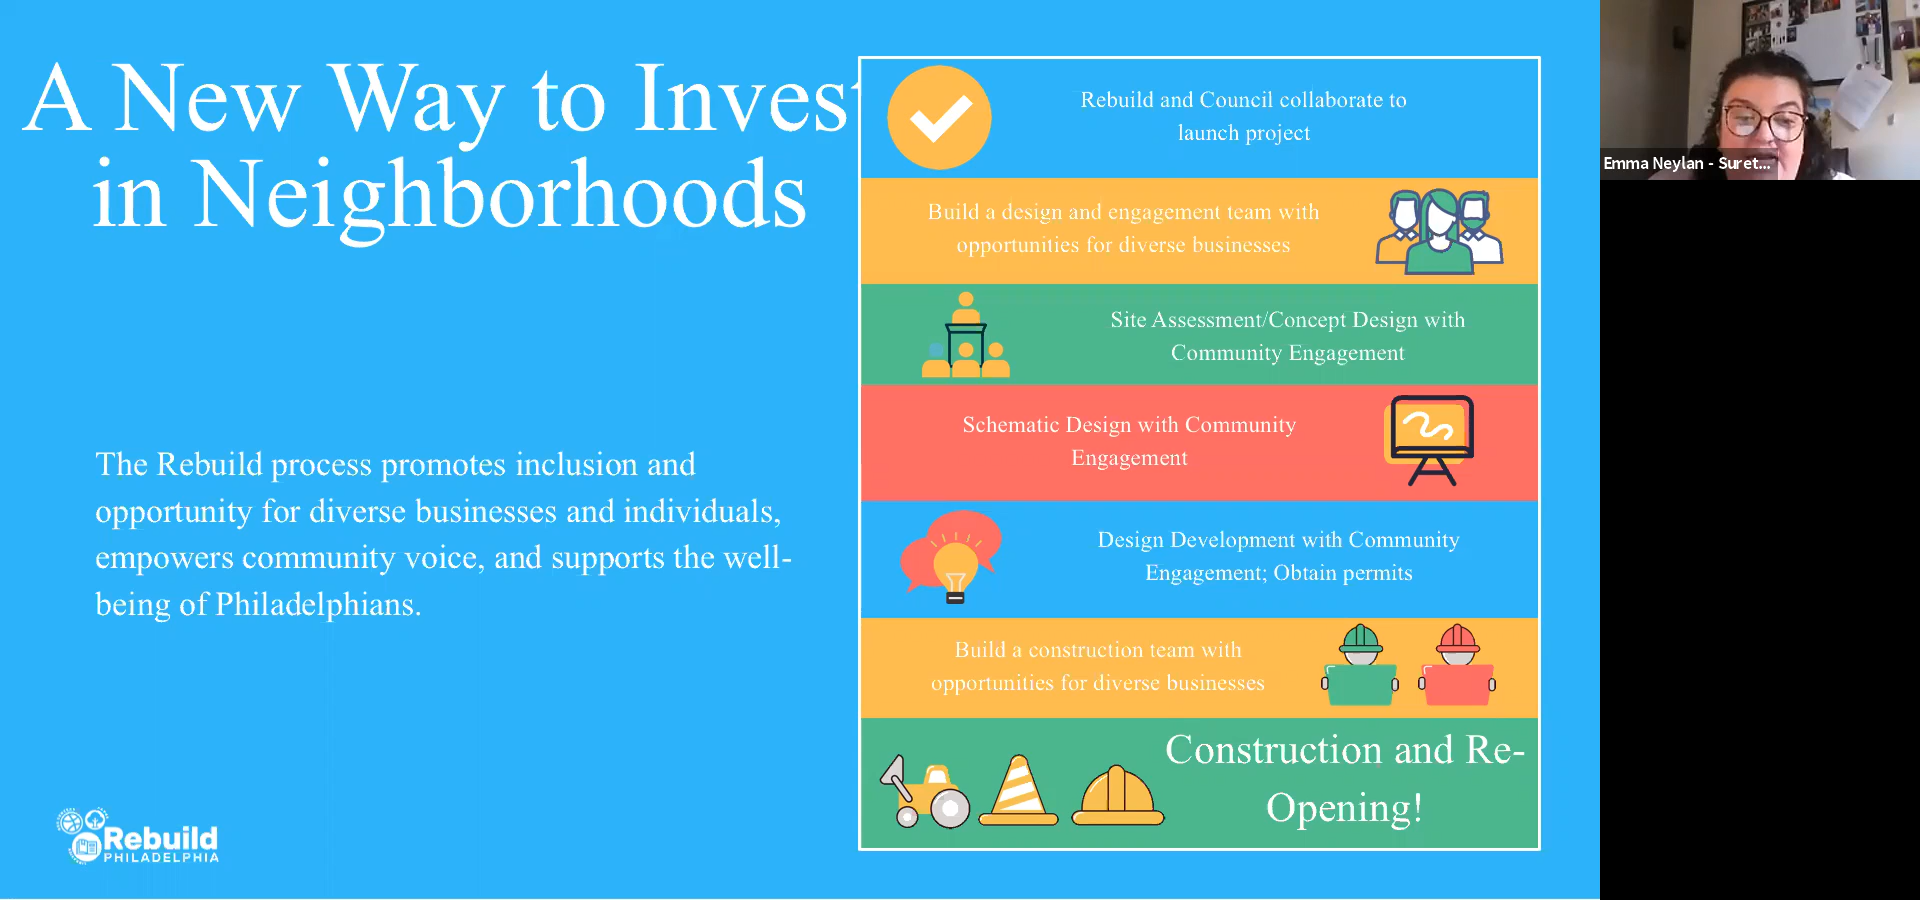 A New Way to Inves
in Neighborhoods
The Rebuild process promotes inclusion and
opportunity for diverse businesses and individuals,
empowers community voice, and supports the well-
being of Philadelphians.
Rebuild
PHILADELPHIA
Rebuild and Council collaborate to
launch project
Build a design and engagement team with
opportunities for diverse businesses
Site Assessment/Concept Design with
Community Engagement
Schematic Design with Community
Engagement
Design Development with Community
Engagement; Obtain permits
Build a construction team with
opportunities for diverse businesses
Construction and Re-
Opening!
Emma Neylan - Suret...